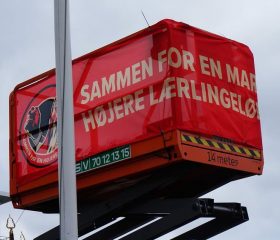 SAMMEN FOR EN MAR
HØJERE LÆRLINGELØ
SV 70 12 13 15
14 meter